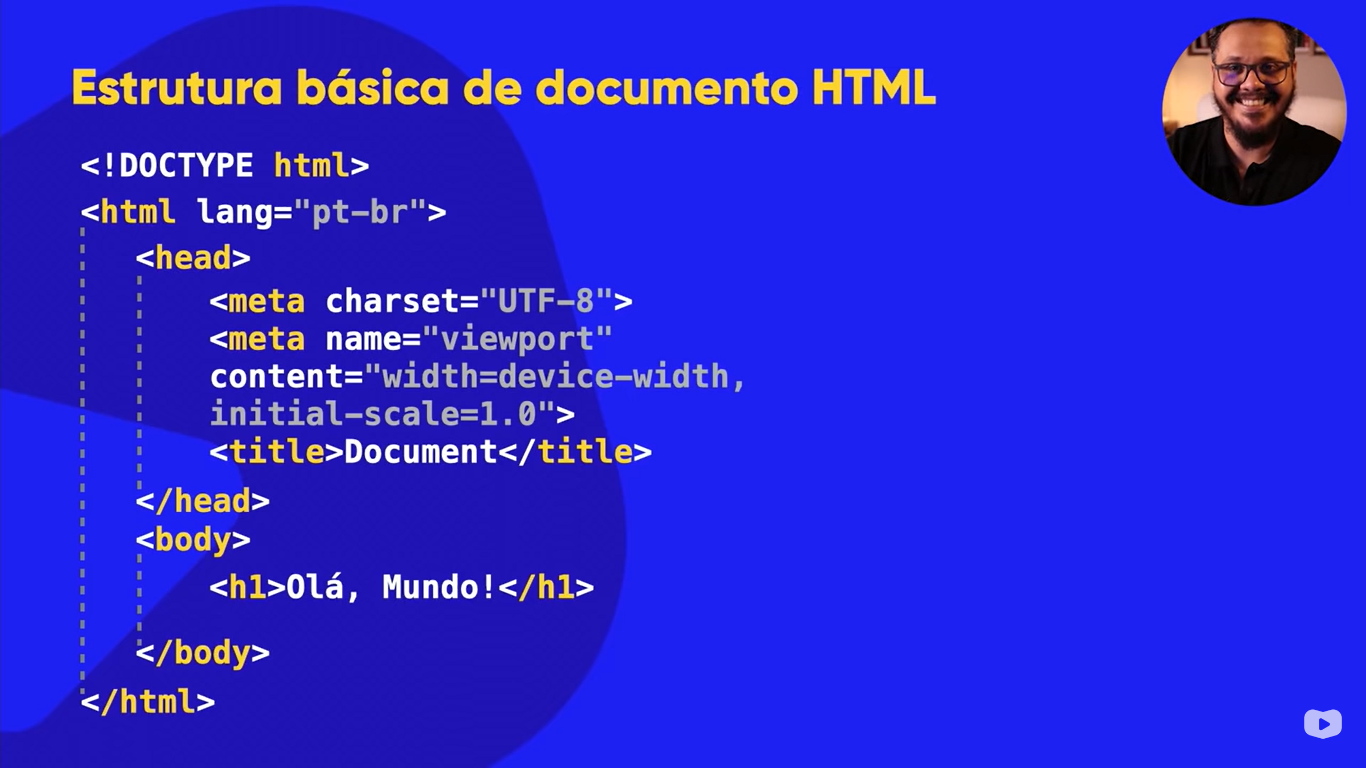 Estrutura básica de documento HTML
<!DOCTYPE html>
<html lang="pt-br">
<head>
<meta charset="UTF-8">
<meta name="viewport"
content="width=device-width,
initial-scale=1.0">
<title>Document</title>
</head>
<body>
<h1>Olá, Mundo!</h1>
</body>
</html>